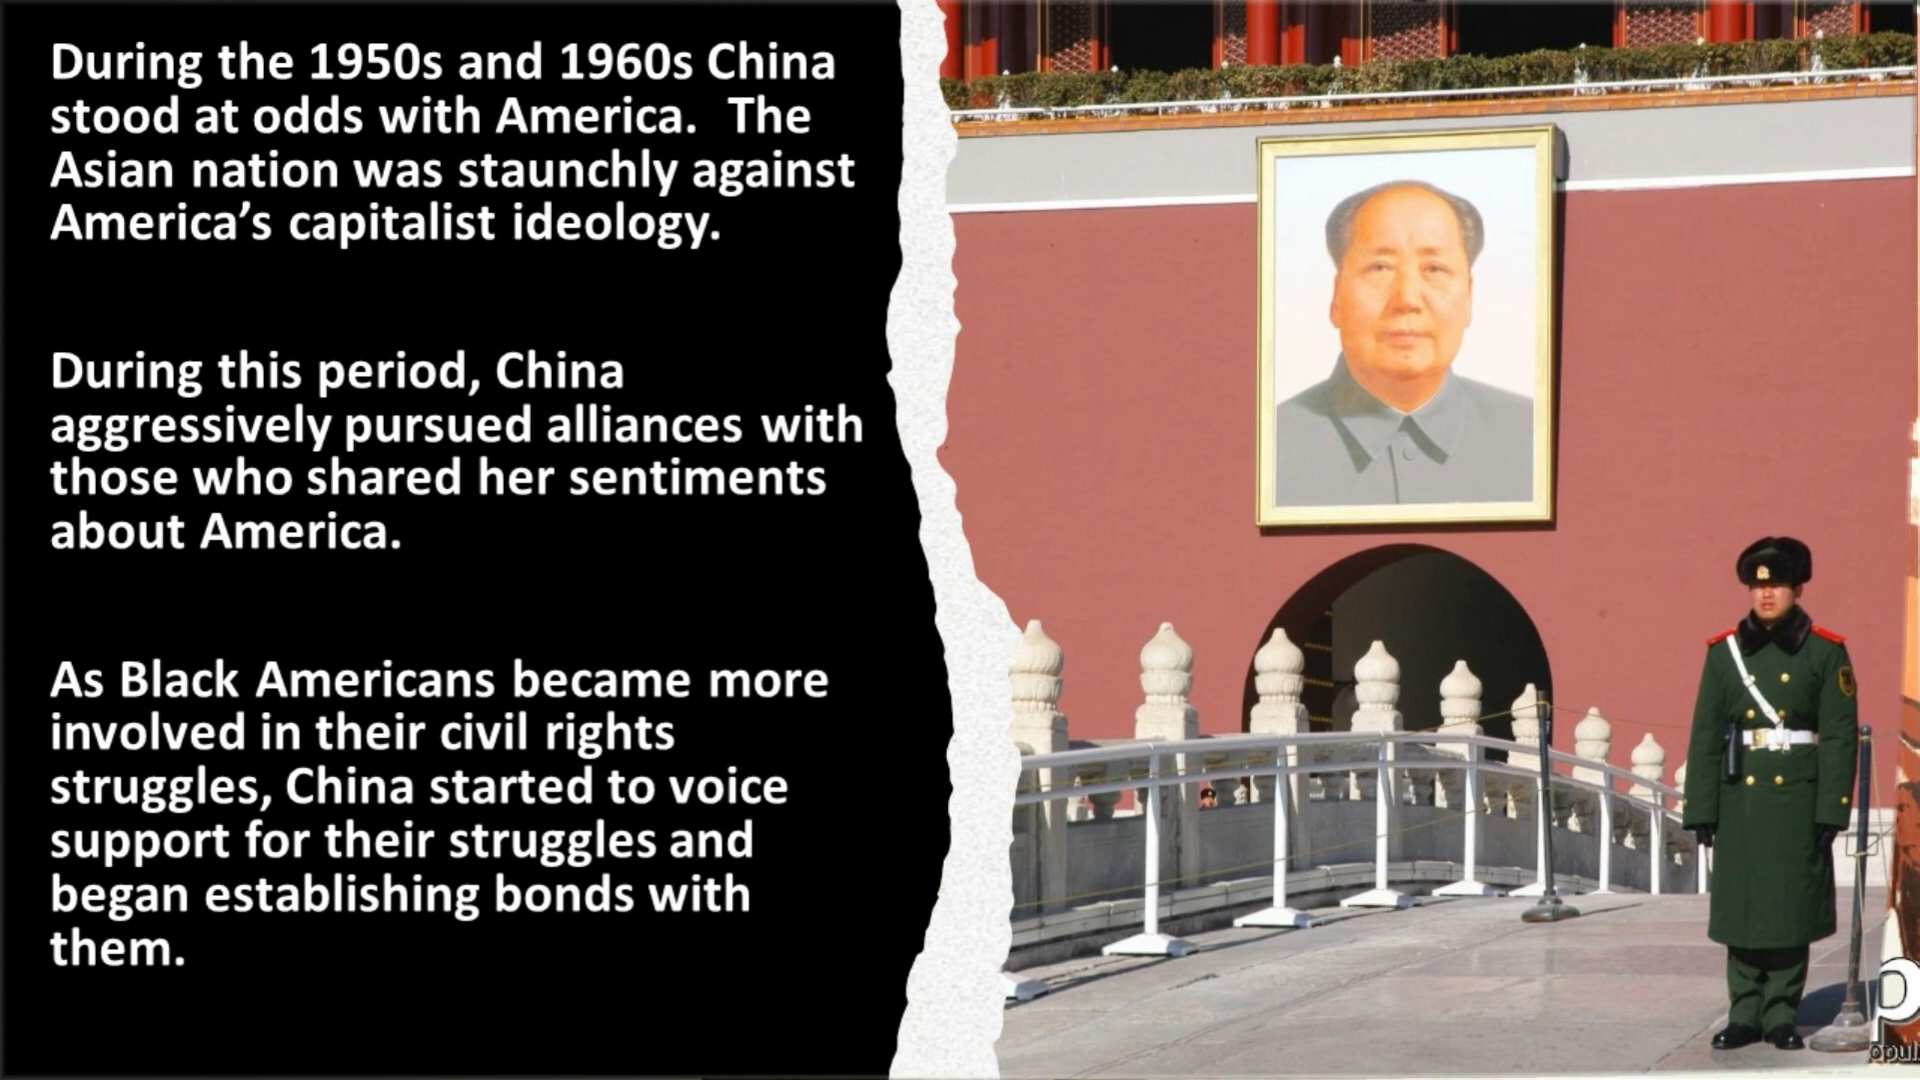 During the 1950s and 1960s China
stood at odds with America.  The
Asian nation was staunchly against
America’s capitalist ideology.
During this period, China
aggressively pursued alliances with
those who shared her sentiments
about America.
As Black Americans became more
involved in their civil rights
struggles, China started to voice
support for their struggles and
began establishing bonds with
them.